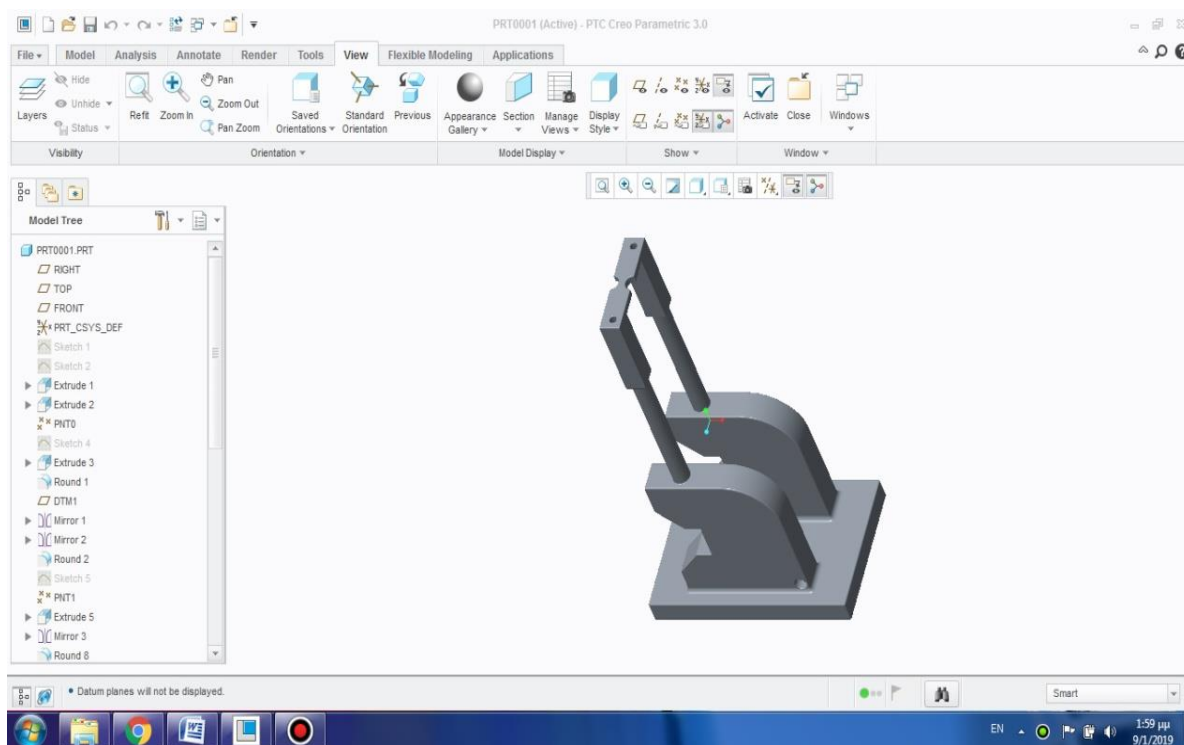 PRT0001 (Active) - PTC Creo Parametric 3.0
File Model Analysis Annotate Render Tools View Flexible Modeling Applications
Layers
Hide
Unhide
Status
Refit
Zoom In
Pan
Zoom Out
Pan Zoom
Saved Orientations
Standard Orientation
Previous
Appearance Gallery
Section
Manage Views
Display Style
Activate
Close
Windows
Visibility Orientation Model Display Show Window
Model Tree
PRT0001.PRT
RIGHT
TOP
FRONT
PRT_CSYS_DEF
Sketch 1
Sketch 2
Extrude 1
Extrude 2
PNT0
Sketch 4
Extrude 3
Round 1
DTM1
Mirror 1
Mirror 2
Round 2
Sketch 5
PNT1
Extrude 5
Mirror 3
Round 8
• Datum planes will not be displayed.
Smart
EN
1:59 μμ
9/1/2019